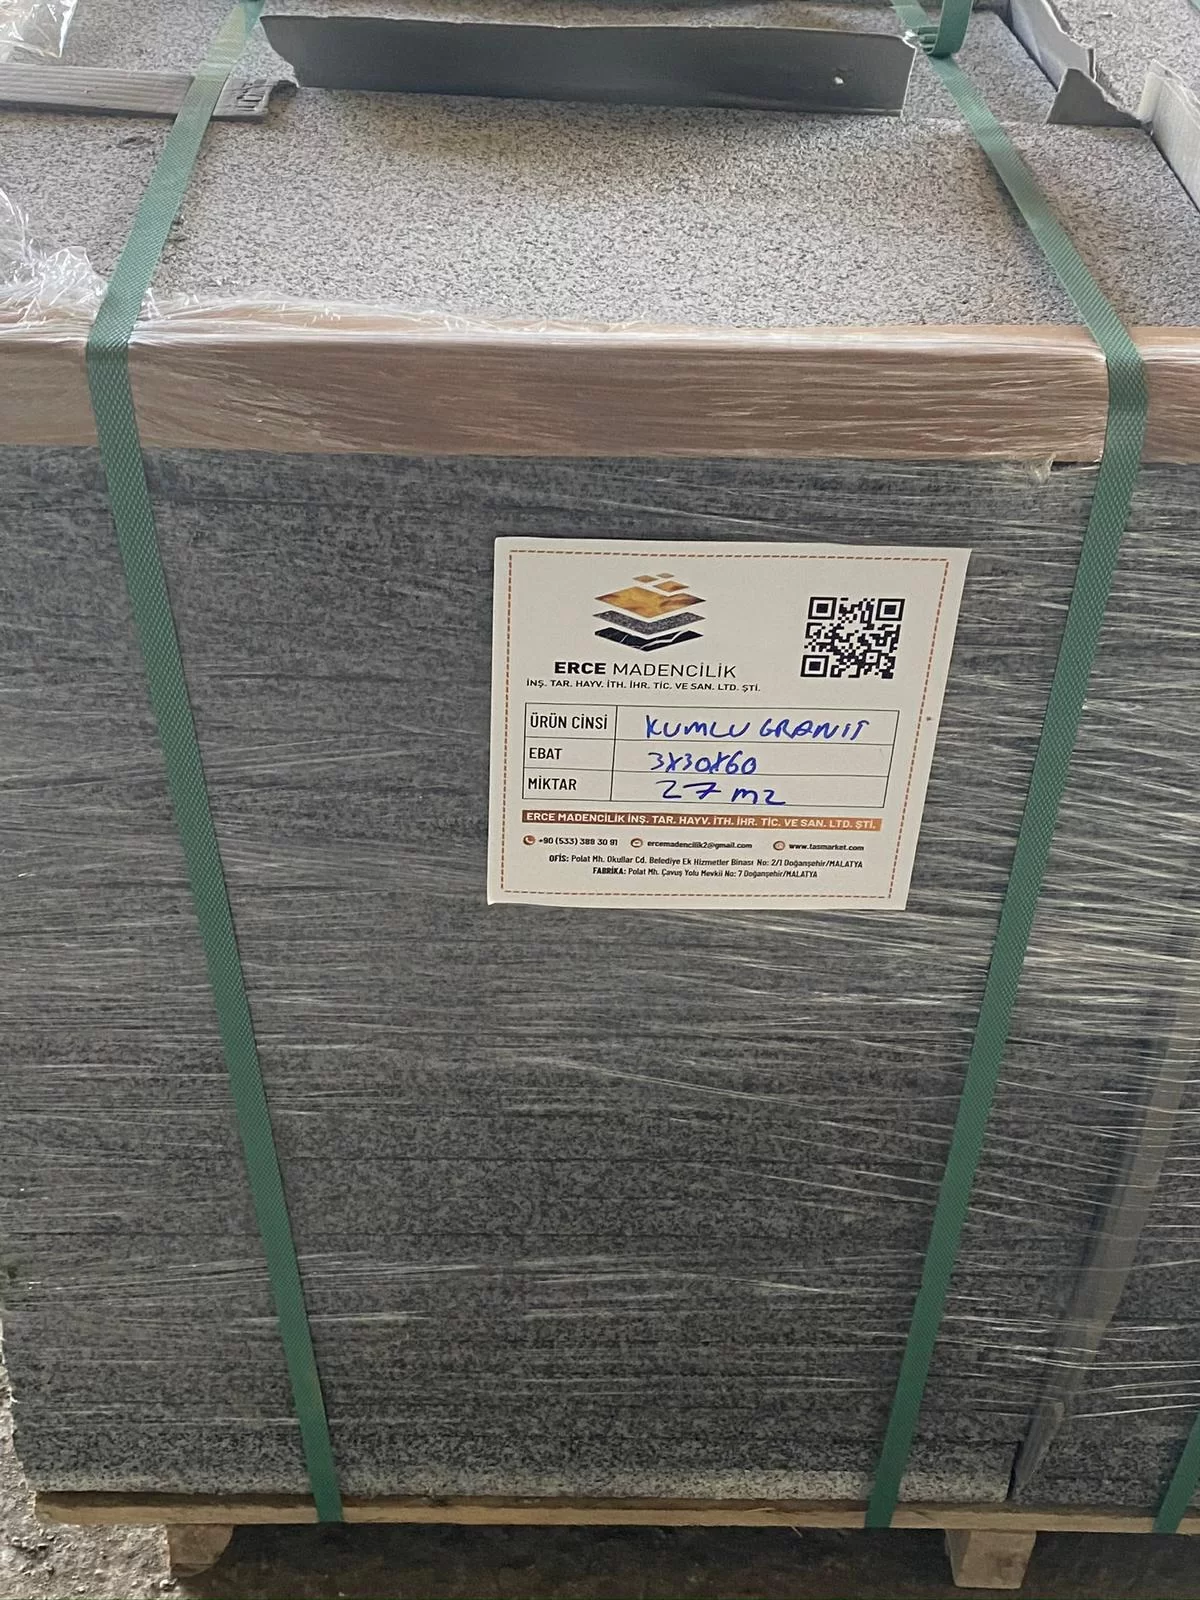 ERCE MADENCİLİK
İNŞ. TAR. HAYV. İTH. İHR. TİC. VE SAN. LTD. ŞTİ.
ÜRÜN CİNSİ KUMLU GRANİT
EBAT 3X30X60
MİKTAR 27 m2
ERCE MADENCİLİK İNŞ. TAR. HAYV. İTH. İHR. TİC. VE SAN. LTD. ŞTİ.
+90 (533) 388 30 91 ercemadencilik2@gmail.com www.tasmarket.com
OFİS: Polat Mh. Okullar Cd. Belediye Ek Hizmetler Binası No: 2/1 Doğanşehir/MALATYA
FABRİKA: Polat Mh. Çavuş Yolu Mevkii No: 7 Doğanşehir/MALATYA